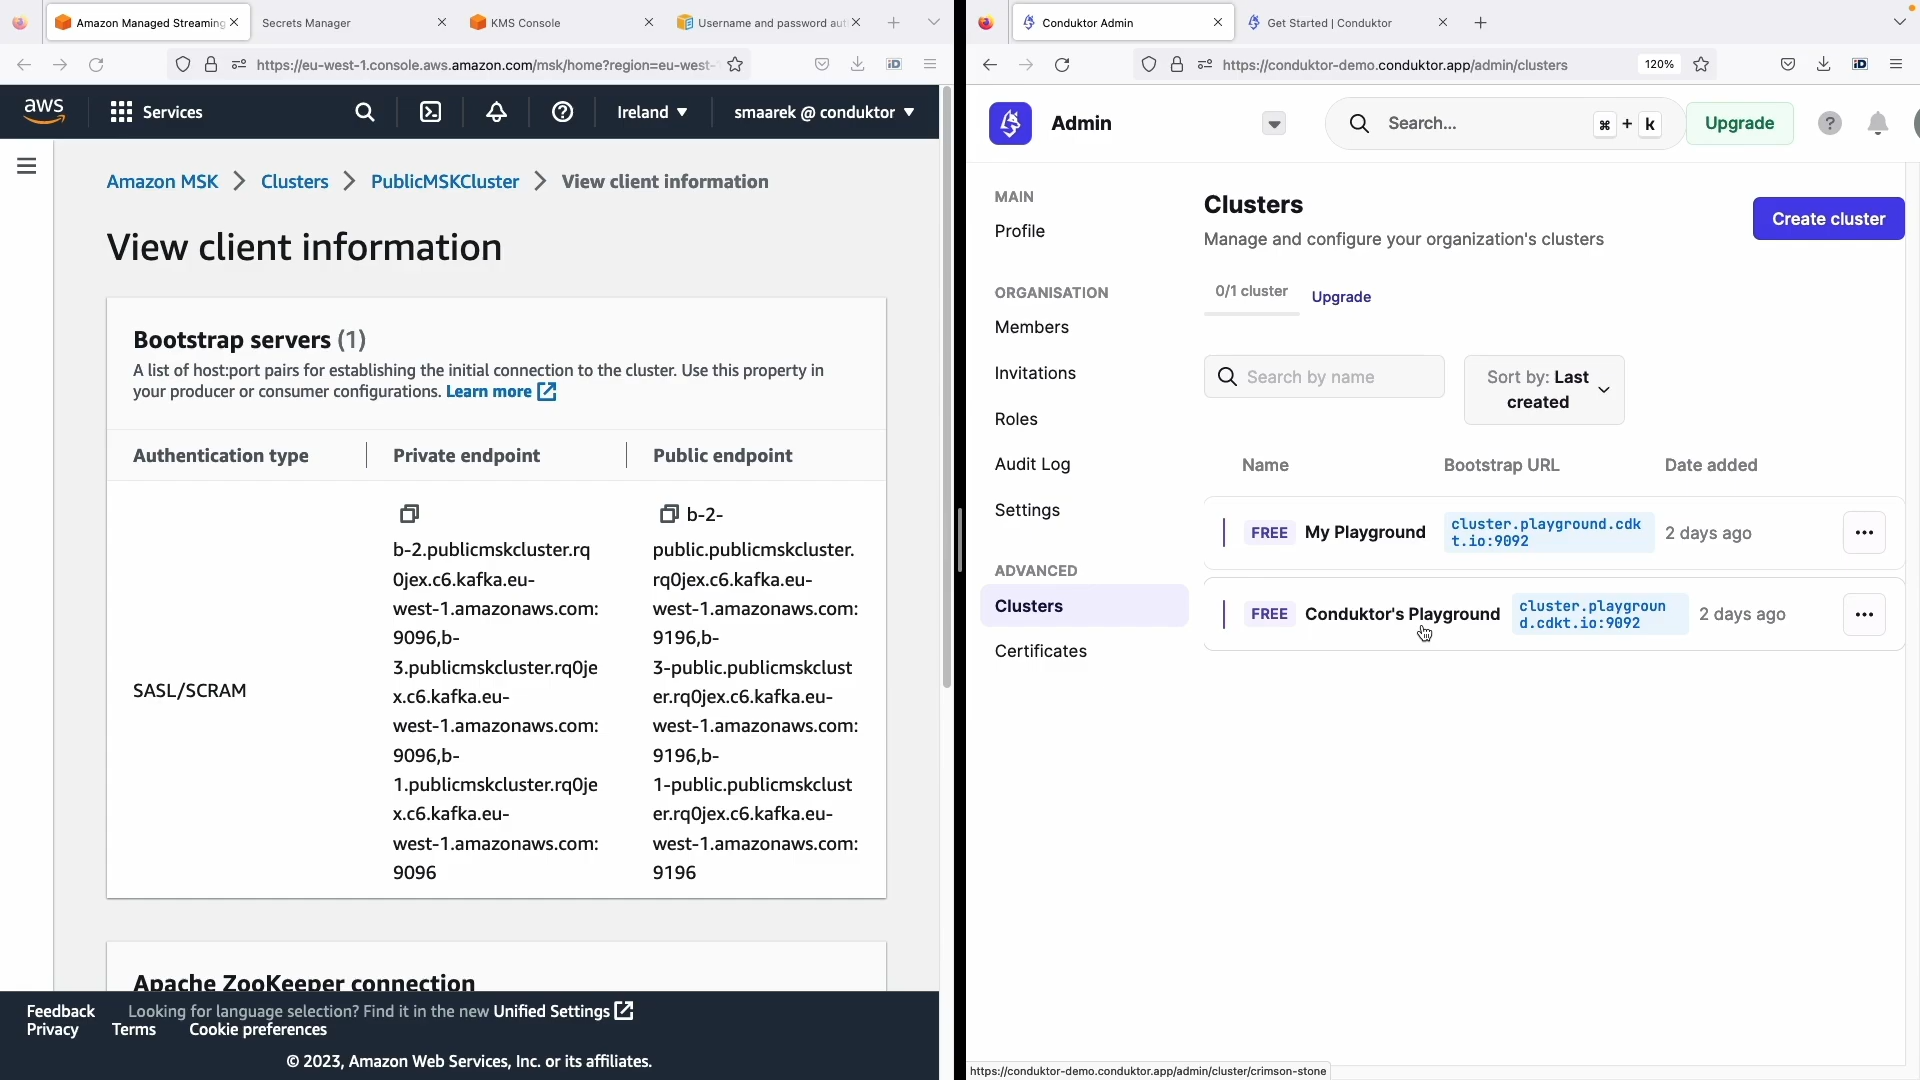 Amazon Managed Streaming
Secrets Manager
KMS Console
Username and password aut
https://eu-west-1.console.aws.amazon.com/msk/home?region=eu-west-
iD
aws
Services
Ireland
smaarek @ conduktor
Amazon MSK
Clusters
PublicMSKCluster
View client information
View client information
Bootstrap servers (1)
A list of host:port pairs for establishing the initial connection to the cluster. Use this property in
your producer or consumer configurations. Learn more
Authentication type
Private endpoint
Public endpoint
SASL/SCRAM
b-2.publicmskcluster.rq
0jex.c6.kafka.eu-
west-1.amazonaws.com:
9096,b-
3.publicmskcluster.rq0je
x.c6.kafka.eu-
west-1.amazonaws.com:
9096,b-
1.publicmskcluster.rq0je
x.c6.kafka.eu-
west-1.amazonaws.com:
9096
b-2-
public.publicmskcluster.
rq0jex.c6.kafka.eu-
west-1.amazonaws.com:
9196,b-
3-public.publicmskclust
er.rq0jex.c6.kafka.eu-
west-1.amazonaws.com:
9196,b-
1-public.publicmskclust
er.rq0jex.c6.kafka.eu-
west-1.amazonaws.com:
9196
Apache ZooKeeper connection
Feedback
Looking for language selection? Find it in the new Unified Settings
Privacy
Terms
Cookie preferences
© 2023, Amazon Web Services, Inc. or its affiliates.
Conduktor Admin
Get Started | Conduktor
https://conduktor-demo.conduktor.app/admin/clusters
120%
iD
Admin
Search...
⌘ + k
Upgrade
?
MAIN
Profile
ORGANISATION
Members
Invitations
Roles
Audit Log
Settings
ADVANCED
Clusters
Certificates
Clusters
Manage and configure your organization's clusters
Create cluster
0/1 cluster
Upgrade
Search by name
Sort by: Last
created
Name
Bootstrap URL
Date added
FREE
My Playground
cluster.playground.cdk
t.io:9092
2 days ago
FREE
Conduktor's Playground
cluster.playgroun
d.cdkt.io:9092
2 days ago
https://conduktor-demo.conduktor.app/admin/cluster/crimson-stone